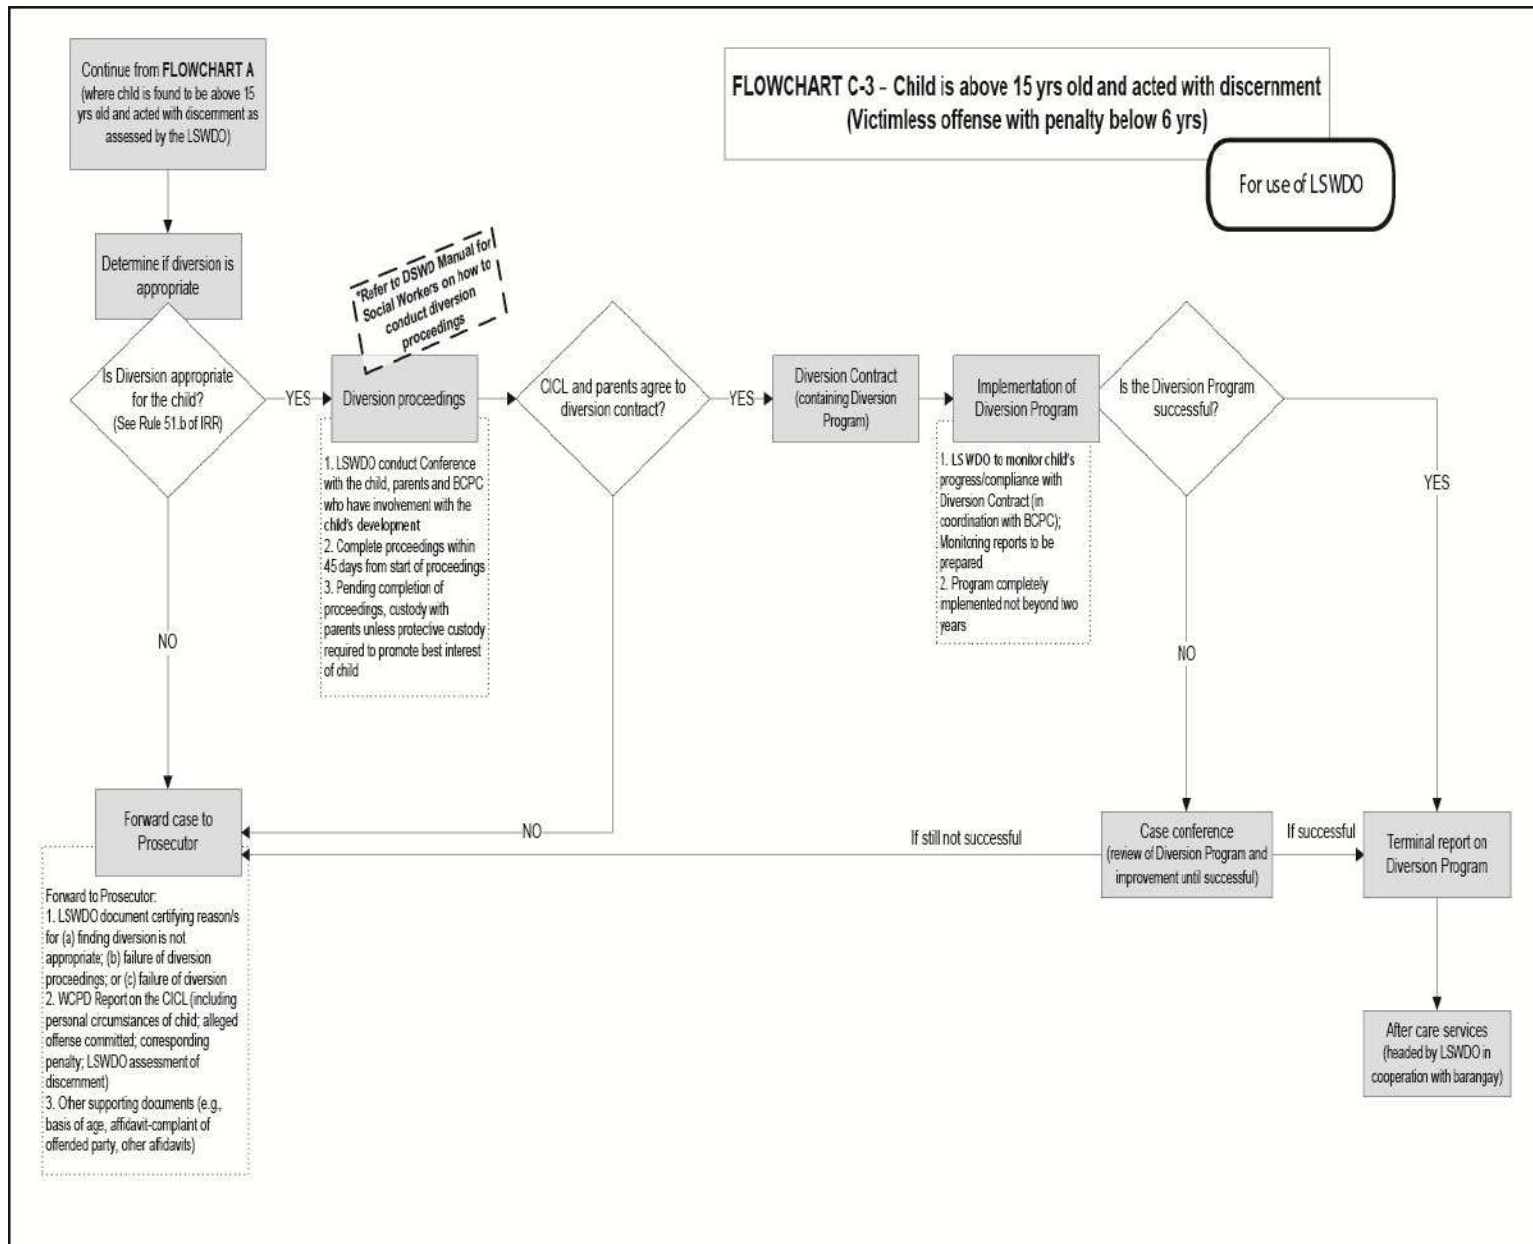 Continue from FLOWCHART A
(where child is found to be above 15
yrs old and acted with discernment as
assessed by the LSWDO)
FLOWCHART C-3 – Child is above 15 yrs old and acted with discernment
(Victimless offense with penalty below 6 yrs)
For use of LSWDO
Determine if diversion is
appropriate
*Refer to DSWD Manual for
Social Workers on how to
conduct diversion
proceedings
Is Diversion appropriate
for the child?
(See Rule 51.b of IRR)
YES
Diversion proceedings
CICL and parents agree to
diversion contract?
YES
Diversion Contract
(containing Diversion
Program)
Implementation of
Diversion Program
Is the Diversion Program
successful?
1. LSWDO conduct Conference
with the child, parents and BCPC
who have involvement with the
child's development
2. Complete proceedings within
45 days from start of proceedings
3. Pending completion of
proceedings, custody with
parents unless protective custody
required to promote best interest
of child
1. LSWDO to monitor child's
progress/compliance with
Diversion Contract (in
coordination with BCPC);
Monitoring reports to be
prepared
2. Program completely
implemented not beyond two
years
YES
NO
NO
Forward case to
Prosecutor
NO
If still not successful
Case conference
(review of Diversion Program and
improvement until successful)
If successful
Terminal report on
Diversion Program
Forward to Prosecutor:
1. LSWDO document certifying reason/s
for (a) finding diversion is not
appropriate; (b) failure of diversion
proceedings; or (c) failure of diversion
2. WCPD Report on the CICL (including
personal circumstances of child; alleged
offense committed; corresponding
penalty; LSWDO assessment of
discernment)
3. Other supporting documents (e.g.,
basis of age, affidavit-complaint of
offended party, other affidavits)
After care services
(headed by LSWDO in
cooperation with barangay)